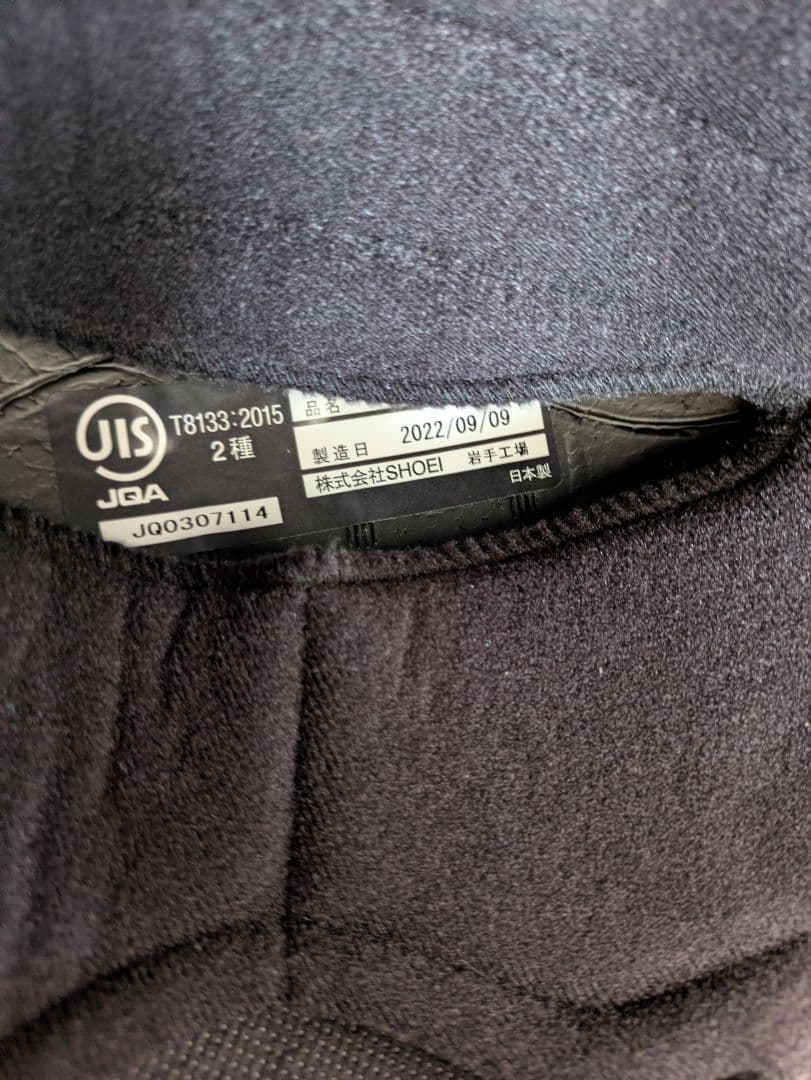 JIS
T8133:2015
2種
JQA
JQ0307114
品名
製造日 2022/09/09
株式会社SHOEI 岩手工場
日本製